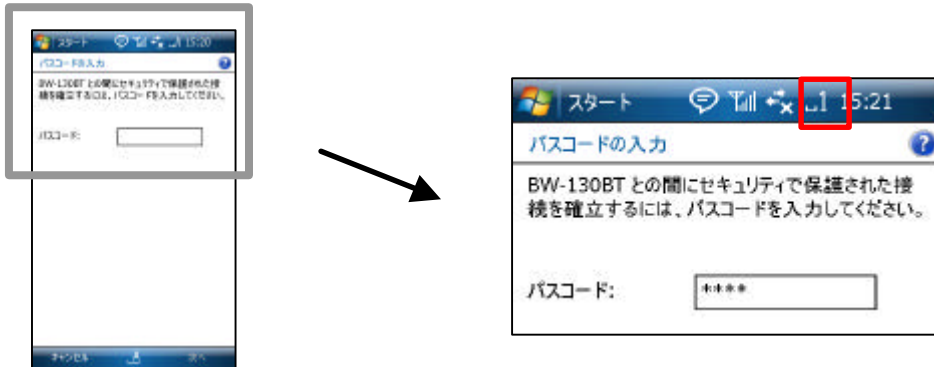 スタート 15:20
パスコードの入力
BW-130BT との間にセキュリティで保護された接
続を確立するには、パスコードを入力してください。
パスコード:
キャンセル 次へ
スタート 15:21
パスコードの入力
BW-130BT との間にセキュリティで保護された接
続を確立するには、パスコードを入力してください。
パスコード: ****